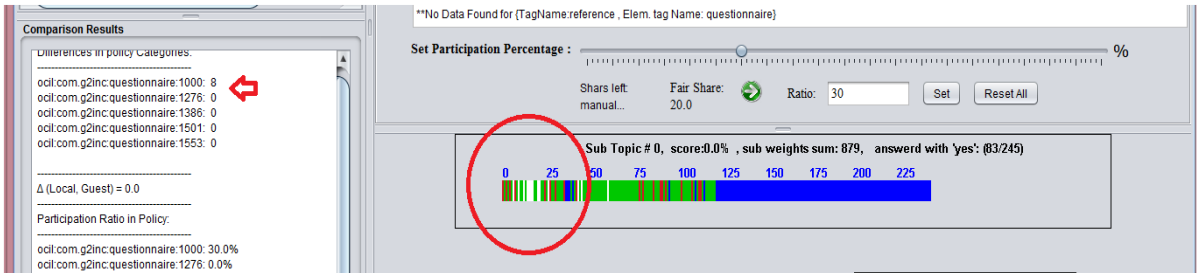 **No Data Found for {TagName:reference , Elem. tag Name: questionnaire}
Comparison Results
Differences in policy Categories:
----------------------------------------------
ocil:com.g2inc:questionnaire:1000: 8
ocil:com.g2inc:questionnaire:1276: 0
ocil:com.g2inc:questionnaire:1386: 0
ocil:com.g2inc:questionnaire:1501: 0
ocil:com.g2inc:questionnaire:1553: 0
----------------------------------------------
Δ (Local, Guest) = 0.0
----------------------------------------------
Participation Ratio in Policy:
----------------------------------------------
ocil:com.g2inc:questionnaire:1000: 30.0%
ocil:com.g2inc:questionnaire:1276: 0.0%
Set Participation Percentage : %
Shars left: Fair Share: Ratio: 30 Set Reset All
manual... 20.0
Sub Topic # 0, score:0.0% , sub weights sum: 879, answerd with 'yes': (83/245)
0 25 50 75 100 125 150 175 200 225